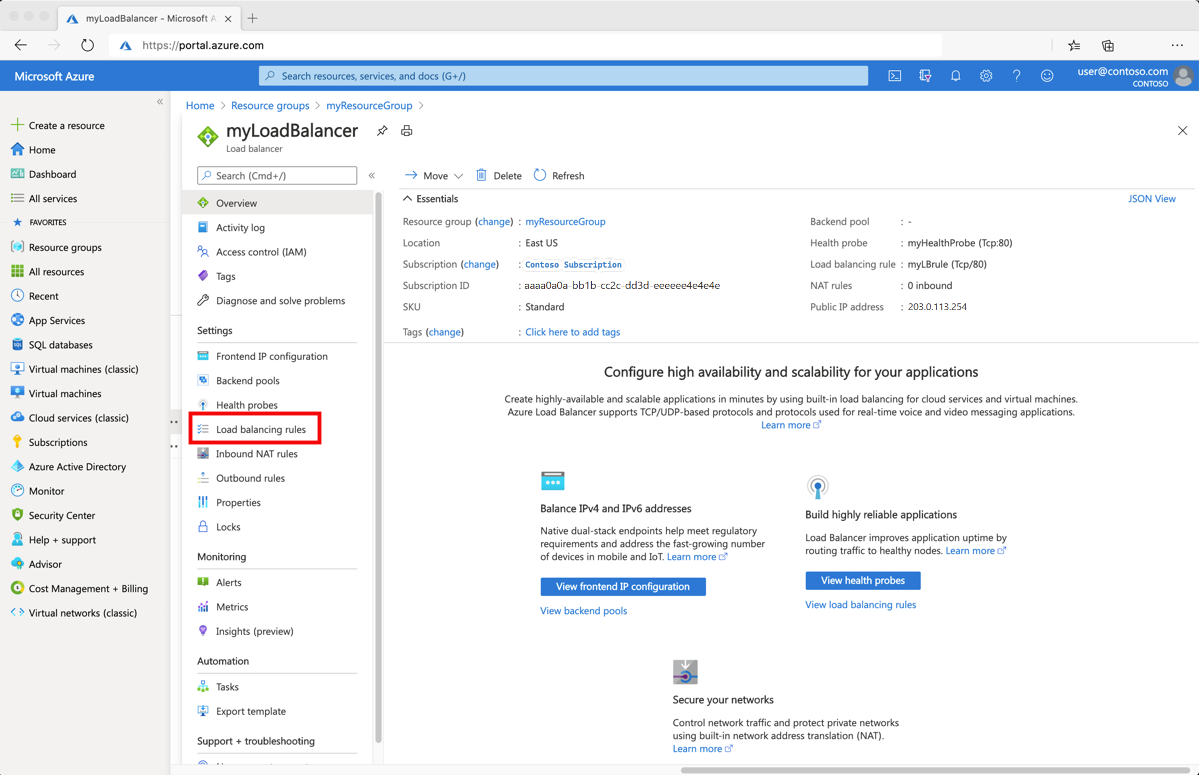 myLoadBalancer - Microsoft A
https://portal.azure.com
Microsoft Azure
Search resources, services, and docs (G+/)
user@contoso.com
CONTOSO
Create a resource
Home
Dashboard
All services
FAVORITES
Resource groups
All resources
Recent
App Services
SQL databases
Virtual machines (classic)
Virtual machines
Cloud services (classic)
Subscriptions
Azure Active Directory
Monitor
Security Center
Help + support
Advisor
Cost Management + Billing
Virtual networks (classic)
Home > Resource groups > myResourceGroup >
myLoadBalancer
Load balancer
Search (Cmd+/)
Overview
Activity log
Access control (IAM)
Tags
Diagnose and solve problems
Settings
Frontend IP configuration
Backend pools
Health probes
Load balancing rules
Inbound NAT rules
Outbound rules
Properties
Locks
Monitoring
Alerts
Metrics
Insights (preview)
Automation
Tasks
Export template
Support + troubleshooting
Move
Delete
Refresh
Essentials
JSON View
Resource group (change) : myResourceGroup
Location : East US
Subscription (change) : Contoso Subscription
Subscription ID : aaaa0a0a-bb1b-cc2c-dd3d-eeeeee4e4e4e
SKU : Standard
Tags (change) : Click here to add tags
Backend pool : -
Health probe : myHealthProbe (Tcp:80)
Load balancing rule : myLBrule (Tcp/80)
NAT rules : 0 inbound
Public IP address : 203.0.113.254
Configure high availability and scalability for your applications
Create highly-available and scalable applications in minutes by using built-in load balancing for cloud services and virtual machines.
Azure Load Balancer supports TCP/UDP-based protocols and protocols used for real-time voice and video messaging applications.
Learn more
Balance IPv4 and IPv6 addresses
Native dual-stack endpoints help meet regulatory
requirements and address the fast-growing number
of devices in mobile and IoT. Learn more
View frontend IP configuration
View backend pools
Build highly reliable applications
Load Balancer improves application uptime by
routing traffic to healthy nodes. Learn more
View health probes
View load balancing rules
Secure your networks
Control network traffic and protect private networks
using built-in network address translation (NAT).
Learn more